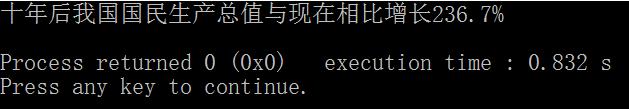 十年后我国国民生产总值与现在相比增长236.7%
Process returned 0 (0x0)   execution time : 0.832 s
Press any key to continue.